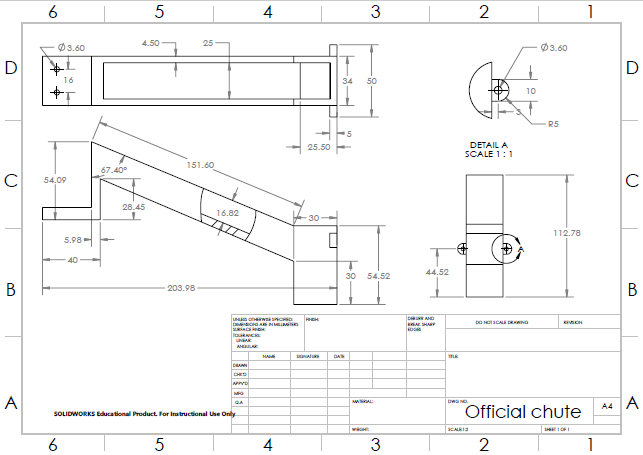 6 5 4 3 2 1
D D
C C
B B
A A
Ø3.60
16
4.50
25
34
50
5
25.50
Ø3.60
10
3
R5
DETAIL A
SCALE 1 : 1
54.09
67.40°
151.60
28.45
16.82
30
5.98
40
203.98
30
54.52
A
44.52
112.78
UNLESS OTHERWISE SPECIFIED:
DIMENSIONS ARE IN MILLIMETERS
SURFACE FINISH:
TOLERANCES:
LINEAR:
ANGULAR:
FINISH:
DEBURR AND
BREAK SHARP
EDGES
DO NOT SCALE DRAWING
REVISION
NAME SIGNATURE DATE
TITLE:
DRAWN
CHK'D
APPV'D
MFG
Q.A
MATERIAL:
DWG NO.
Official chute
A4
WEIGHT:
SCALE:1:2
SHEET 1 OF 1
SOLIDWORKS Educational Product. For Instructional Use Only
6 5 4 3 2 1